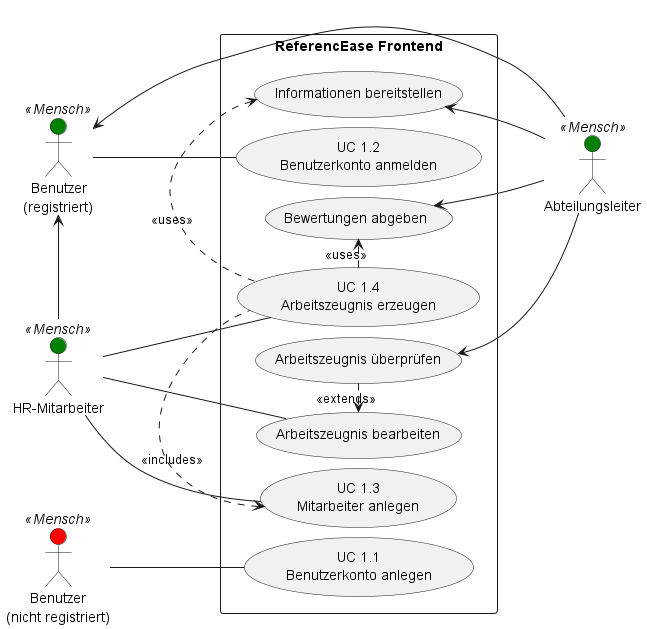 ReferencEase Frontend
«Mensch»
Benutzer
(registriert)
«Mensch»
HR-Mitarbeiter
«Mensch»
Benutzer
(nicht registriert)
Informationen bereitstellen
UC 1.2
Benutzerkonto anmelden
Bewertungen abgeben
«uses»
«uses»
UC 1.4
Arbeitszeugnis erzeugen
Arbeitszeugnis überprüfen
«extends»
Arbeitszeugnis bearbeiten
«includes»
UC 1.3
Mitarbeiter anlegen
UC 1.1
Benutzerkonto anlegen
«Mensch»
Abteilungsleiter